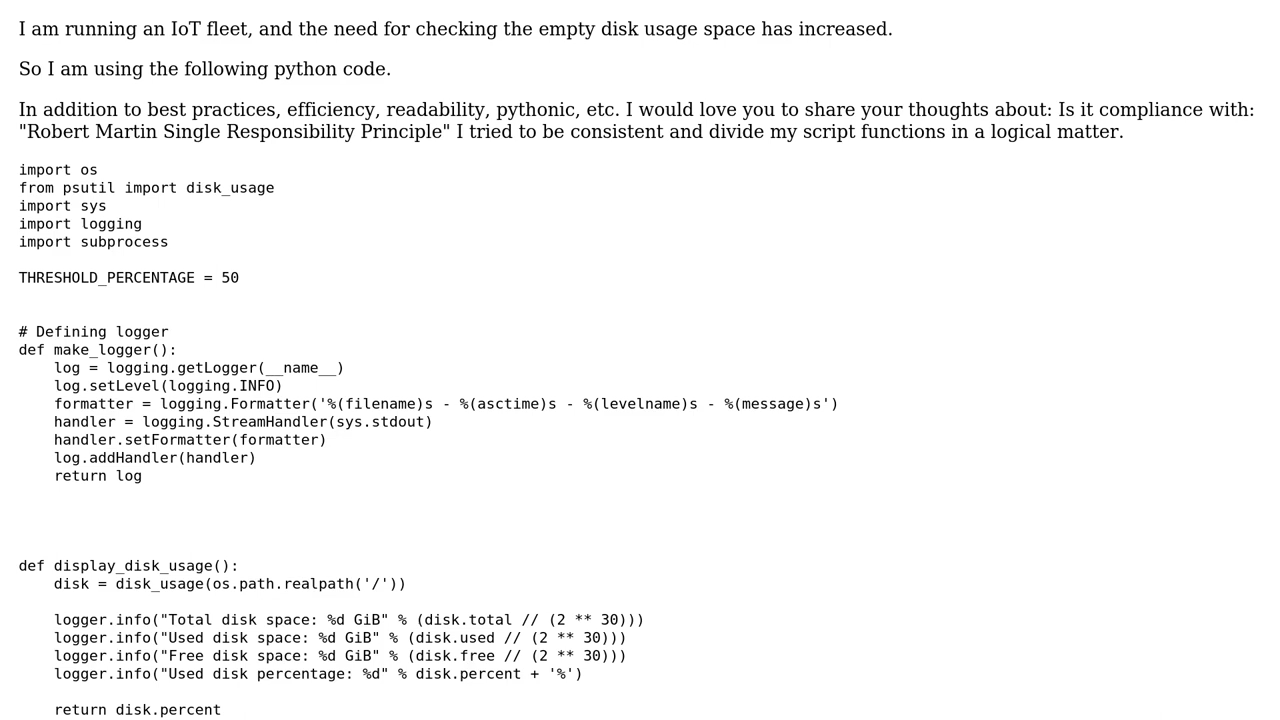 I am running an IoT fleet, and the need for checking the empty disk usage space has increased.
So I am using the following python code.
In addition to best practices, efficiency, readability, pythonic, etc. I would love you to share your thoughts about: Is it compliance with:
"Robert Martin Single Responsibility Principle" I tried to be consistent and divide my script functions in a logical matter.
import os
from psutil import disk_usage
import sys
import logging
import subprocess
THRESHOLD_PERCENTAGE = 50
# Defining logger
def make_logger():
    log = logging.getLogger(__name__)
    log.setLevel(logging.INFO)
    formatter = logging.Formatter('%(filename)s - %(asctime)s - %(levelname)s - %(message)s')
    handler = logging.StreamHandler(sys.stdout)
    handler.setFormatter(formatter)
    log.addHandler(handler)
    return log
def display_disk_usage():
    disk = disk_usage(os.path.realpath('/'))
    logger.info("Total disk space: %d GiB" % (disk.total // (2 ** 30)))
    logger.info("Used disk space: %d GiB" % (disk.used // (2 ** 30)))
    logger.info("Free disk space: %d GiB" % (disk.free // (2 ** 30)))
    logger.info("Used disk percentage: %d" % disk.percent + '%')
    return disk.percent